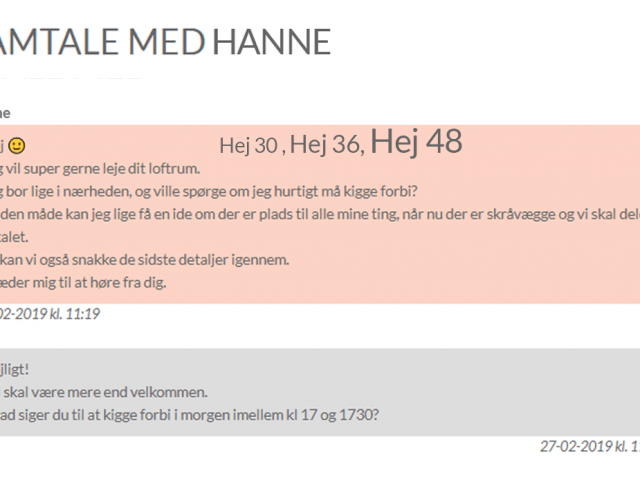 AMTALE MED HANNE
ne
j Hej 30 , Hej 36, Hej 48
g vil super gerne leje dit loftrum.
g bor lige i nærheden, og ville spørge om jeg hurtigt må kigge forbi?
den måde kan jeg lige få en ide om der er plads til alle mine ting, når nu der er skråvægge og vi skal del
talet.
kan vi også snakke de sidste detaljer igennem.
æder mig til at høre fra dig.
02-2019 kl. 11:19
jligt!
skal være mere end velkommen.
ad siger du til at kigge forbi i morgen imellem kl 17 og 1730?
27-02-2019 kl. 1